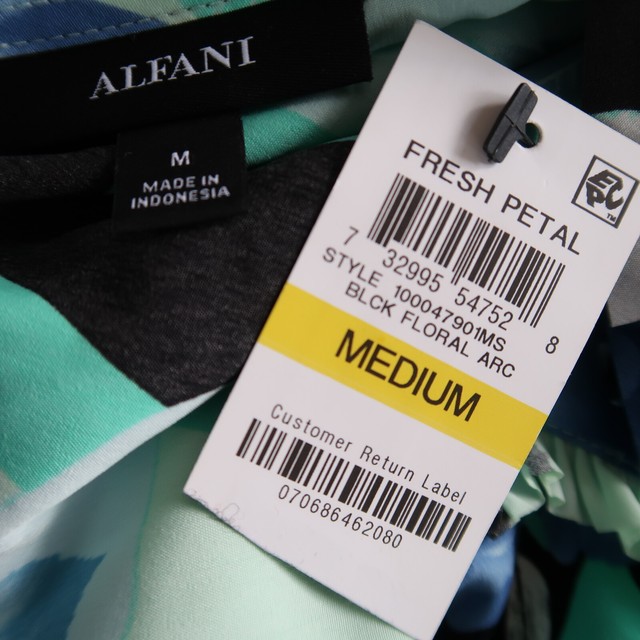 ALFANI
M
MADE IN
INDONESIA
FRESH PETAL
EPC™
7 32995 54752 8
STYLE 100047901MS
BLCK FLORAL ARC
MEDIUM
Customer Return Label
070686462080